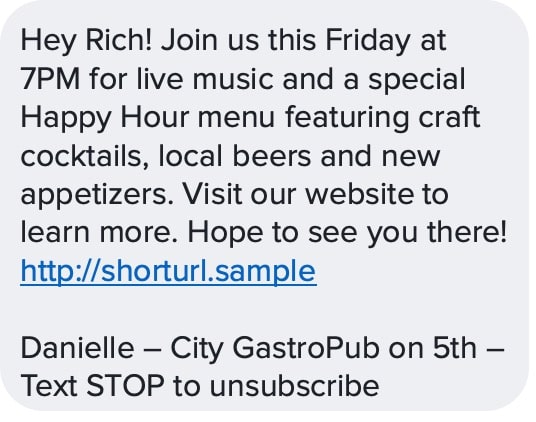 Hey Rich! Join us this Friday at
7PM for live music and a special
Happy Hour menu featuring craft
cocktails, local beers and new
appetizers. Visit our website to
learn more. Hope to see you there!
http://shorturl.sample
Danielle – City GastroPub on 5th –
Text STOP to unsubscribe